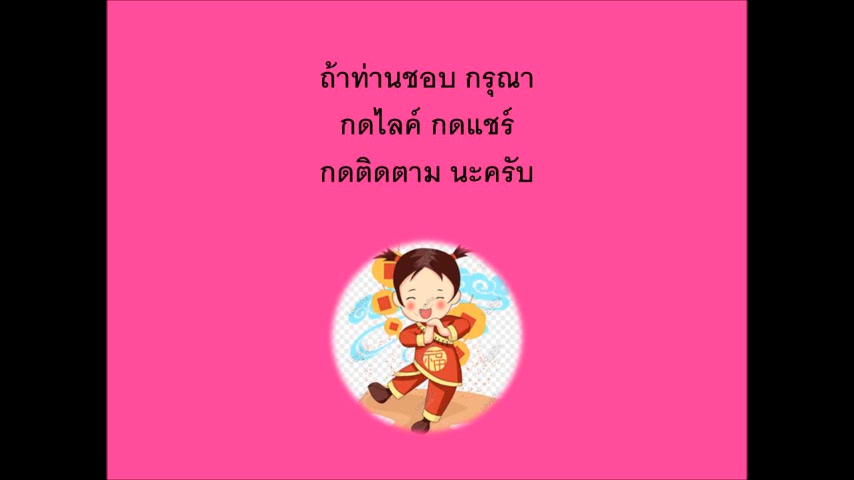 ถ้าท่านชอบ กรุณา
กดไลค์ กดแชร์
กดติดตาม นะครับ
福